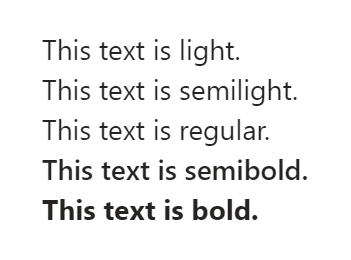 This text is light.
This text is semilight.
This text is regular.
This text is semibold.
This text is bold.